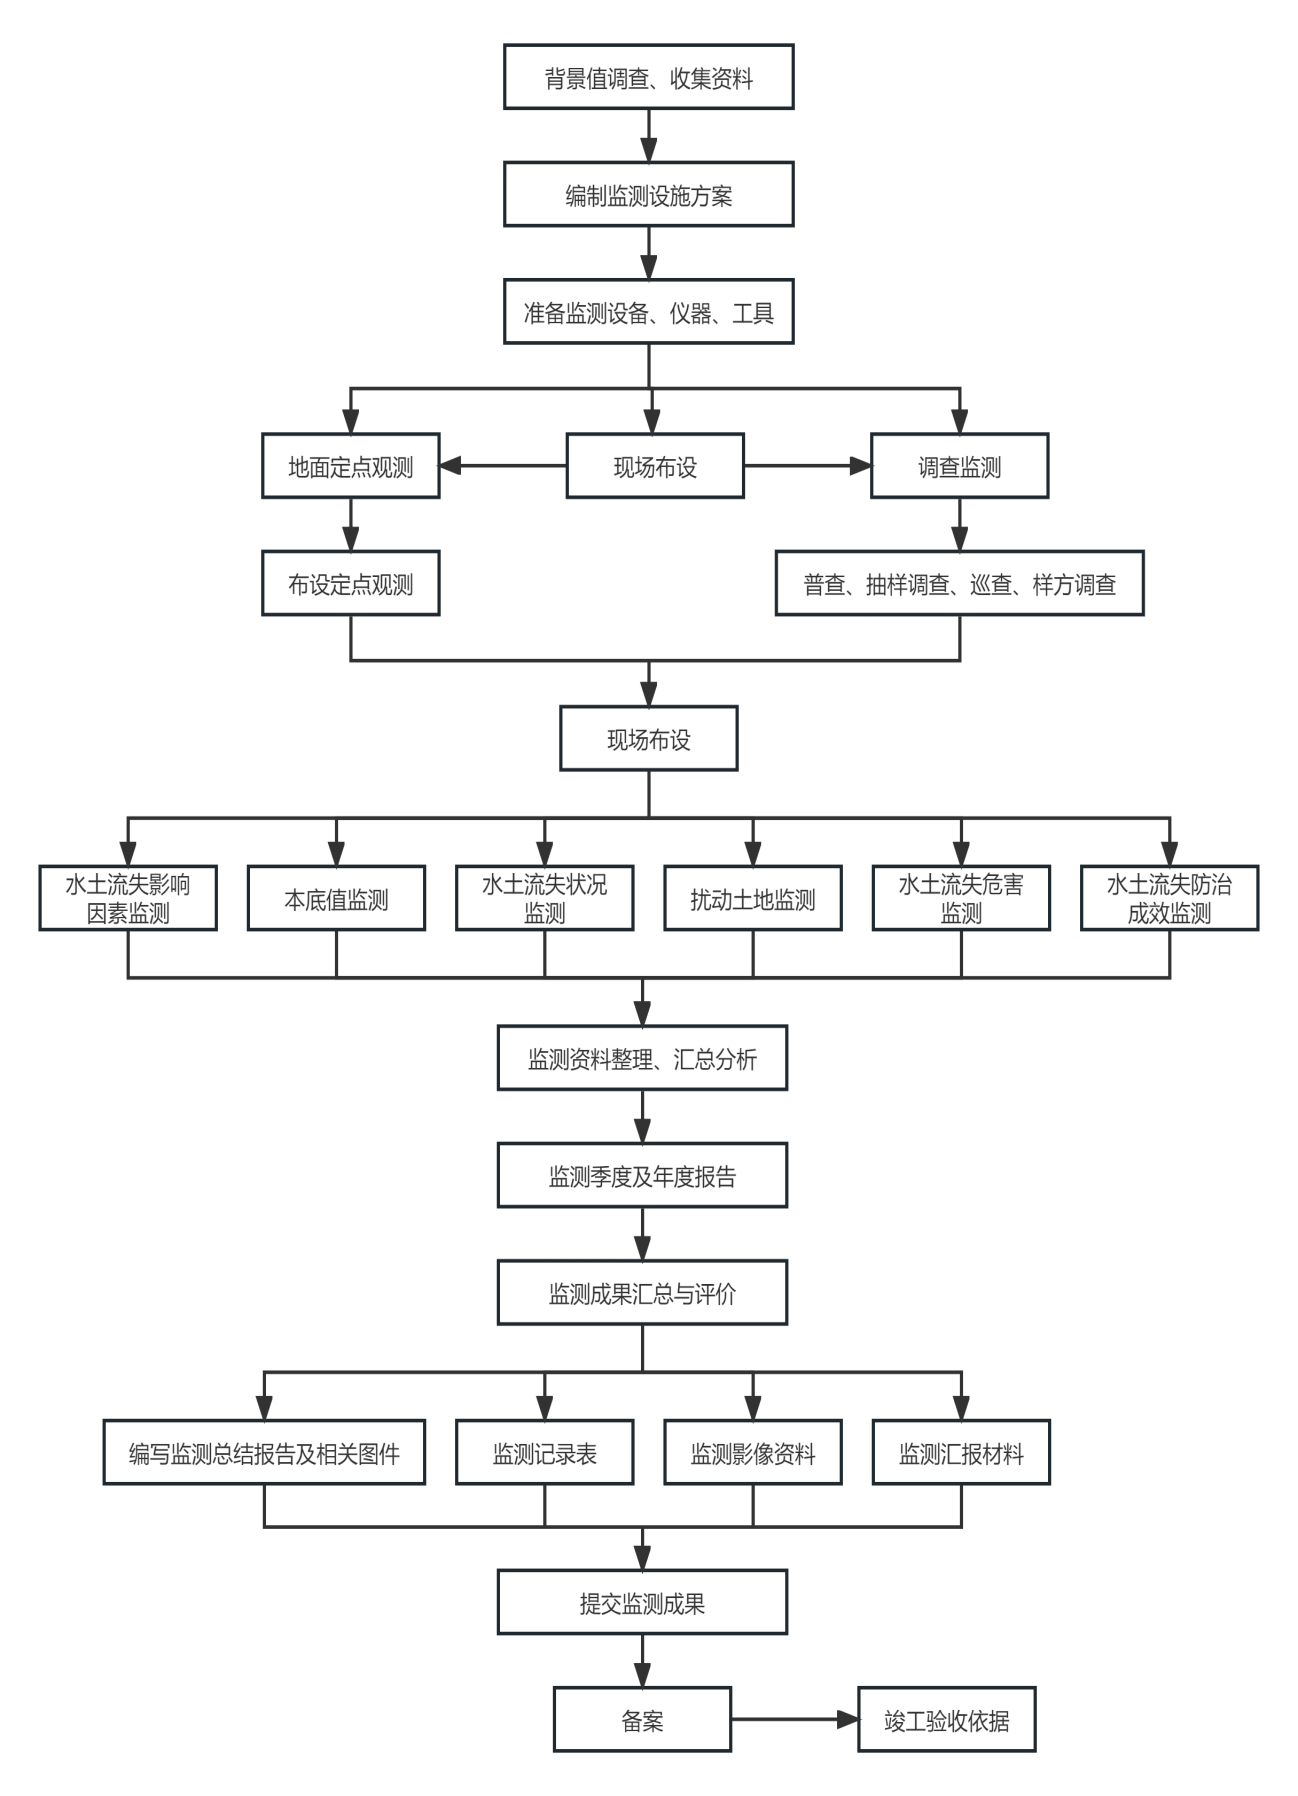 背景值调查、收集资料
编制监测设施方案
准备监测设备、仪器、工具
地面定点观测
现场布设
调查监测
布设定点观测
普查、抽样调查、巡查、样方调查
现场布设
水土流失影响
因素监测
本底值监测
水土流失状况
监测
扰动土地监测
水土流失危害
监测
水土流失防治
成效监测
监测资料整理、汇总分析
监测季度及年度报告
监测成果汇总与评价
编写监测总结报告及相关图件
监测记录表
监测影像资料
监测汇报材料
提交监测成果
备案
竣工验收依据